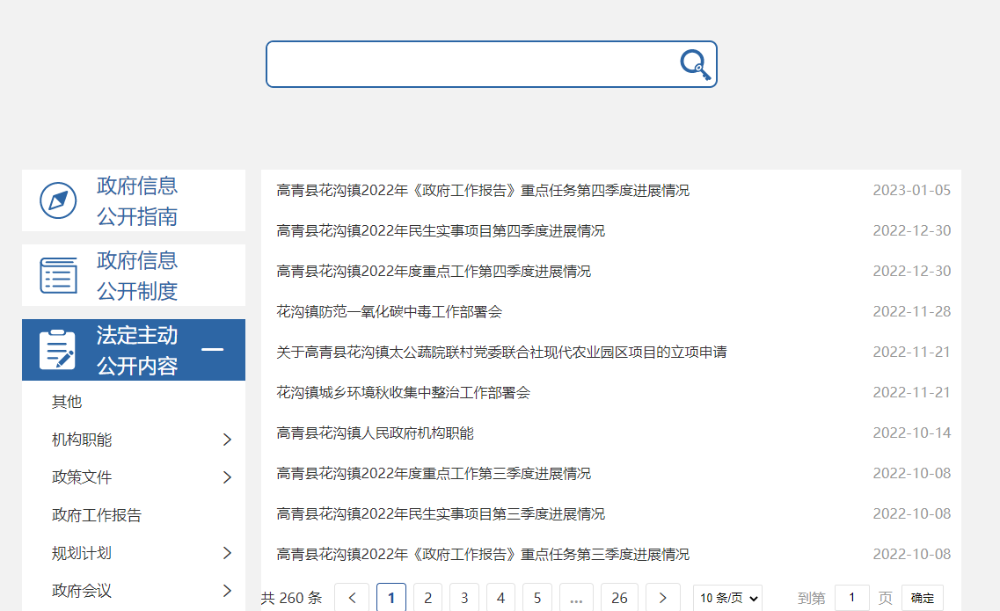 政府信息
公开指南
政府信息
公开制度
法定主动
公开内容
其他
机构职能
政策文件
政府工作报告
规划计划
政府会议
高青县花沟镇2022年《政府工作报告》重点任务第四季度进展情况 2023-01-05
高青县花沟镇2022年民生实事项目第四季度进展情况 2022-12-30
高青县花沟镇2022年度重点工作第四季度进展情况 2022-12-30
花沟镇防范一氧化碳中毒工作部署会 2022-11-28
关于高青县花沟镇太公蔬院联村党委联合社现代农业园区项目的立项申请 2022-11-21
花沟镇城乡环境秋收集中整治工作部署会 2022-11-21
高青县花沟镇人民政府机构职能 2022-10-14
高青县花沟镇2022年度重点工作第三季度进展情况 2022-10-08
高青县花沟镇2022年民生实事项目第三季度进展情况 2022-10-08
高青县花沟镇2022年《政府工作报告》重点任务第三季度进展情况 2022-10-08
共 260 条 < 1 2 3 4 5 … 26 > 10 条/页 到第 1 页 确定